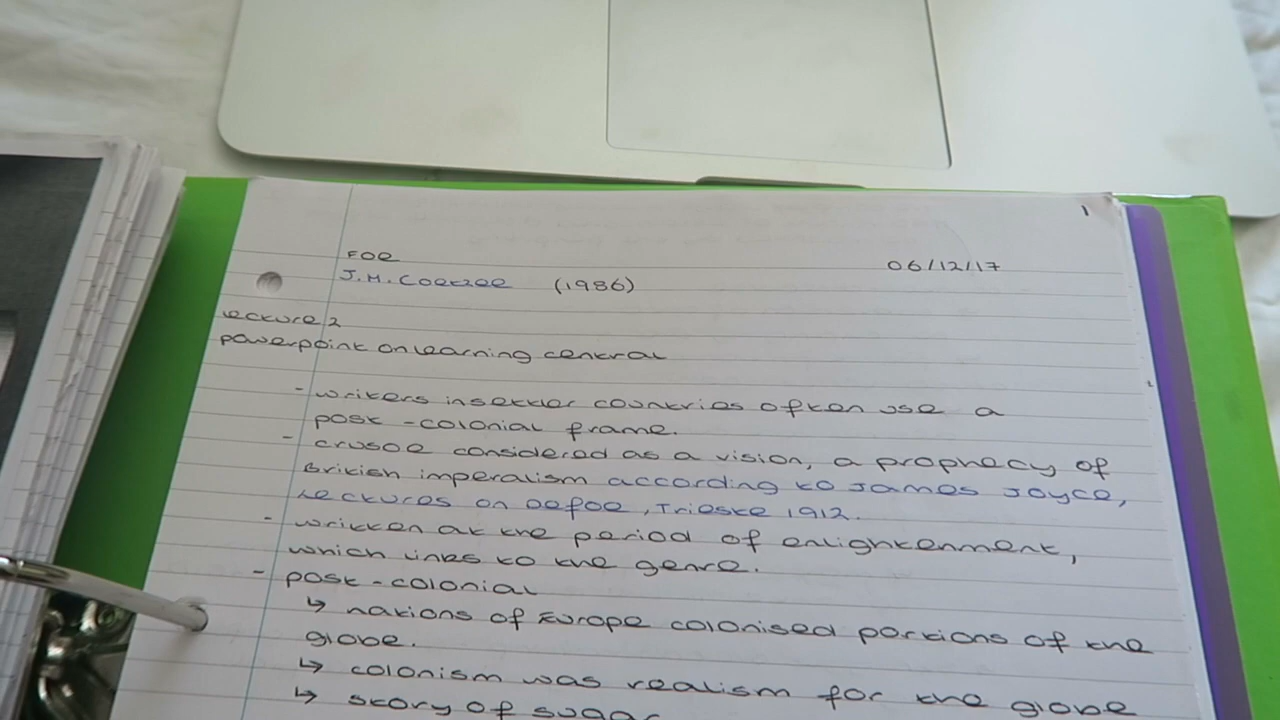 1
FOE
06/12/17
J.M. Coetzee (1986)
Lecture 2
powerpoint on learning central
- writers in settler countries often use a
post-colonial frame.
- crusoe considered as a vision, a prophecy of
British imperalism according to James Joyce,
Lectures on Defoe, Trieste 1912.
- written at the period of enlightenment,
which links to the genre.
- post-colonial
↳ nations of Europe colonised portions of the
globe.
↳ colonism was realism for the globe
↳ story of sugar